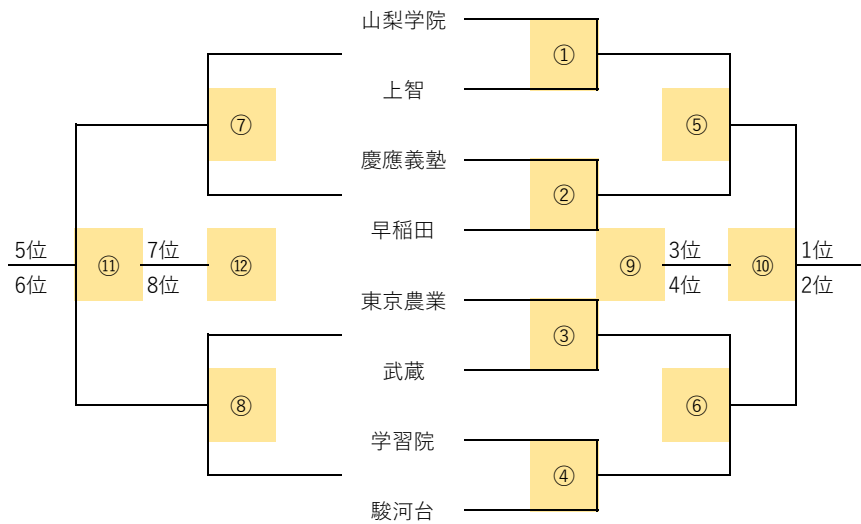 山梨学院
①
上智
⑦
⑤
慶應義塾
②
早稲田
5位
⑪
7位
⑫
⑨
3位
⑩
1位
6位
8位
4位
2位
東京農業
③
武蔵
⑧
⑥
学習院
④
駿河台